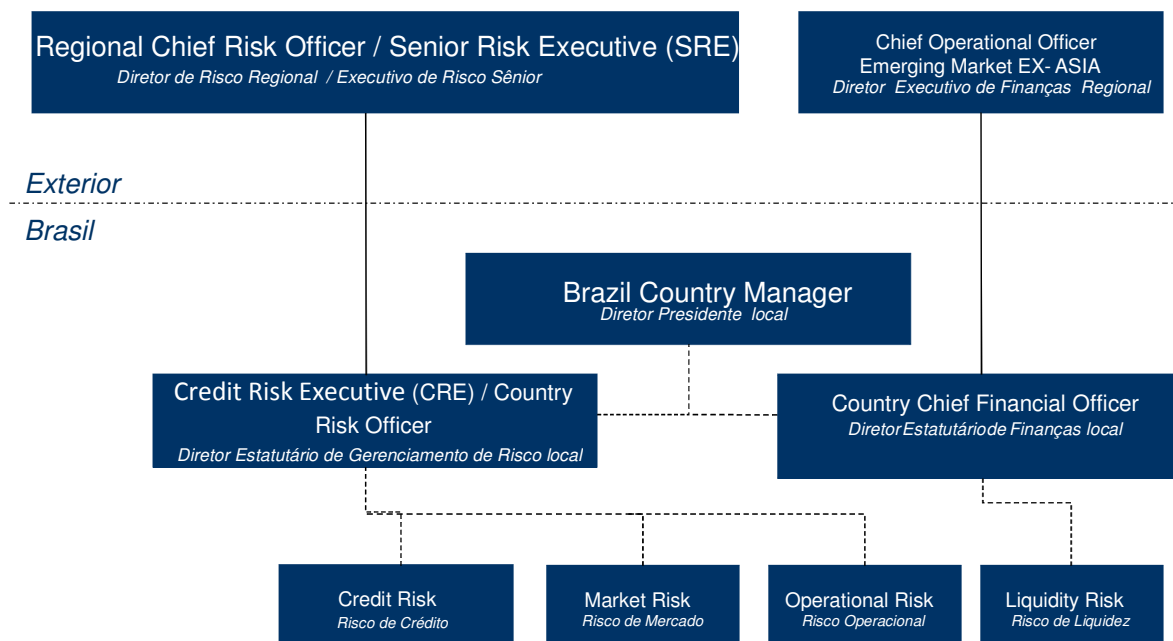 Regional Chief Risk Officer / Senior Risk Executive (SRE)
Diretor de Risco Regional / Executivo de Risco Sênior
Chief Operational Officer
Emerging Market EX- ASIA
Diretor Executivo de Finanças Regional
Exterior
Brasil
Brazil Country Manager
Diretor Presidente local
Credit Risk Executive (CRE) / Country
Risk Officer
Diretor Estatutário de Gerenciamento de Risco local
Country Chief Financial Officer
Diretor Estatutário de Finanças local
Credit Risk
Risco de Crédito
Market Risk
Risco de Mercado
Operational Risk
Risco Operacional
Liquidity Risk
Risco de Liquidez